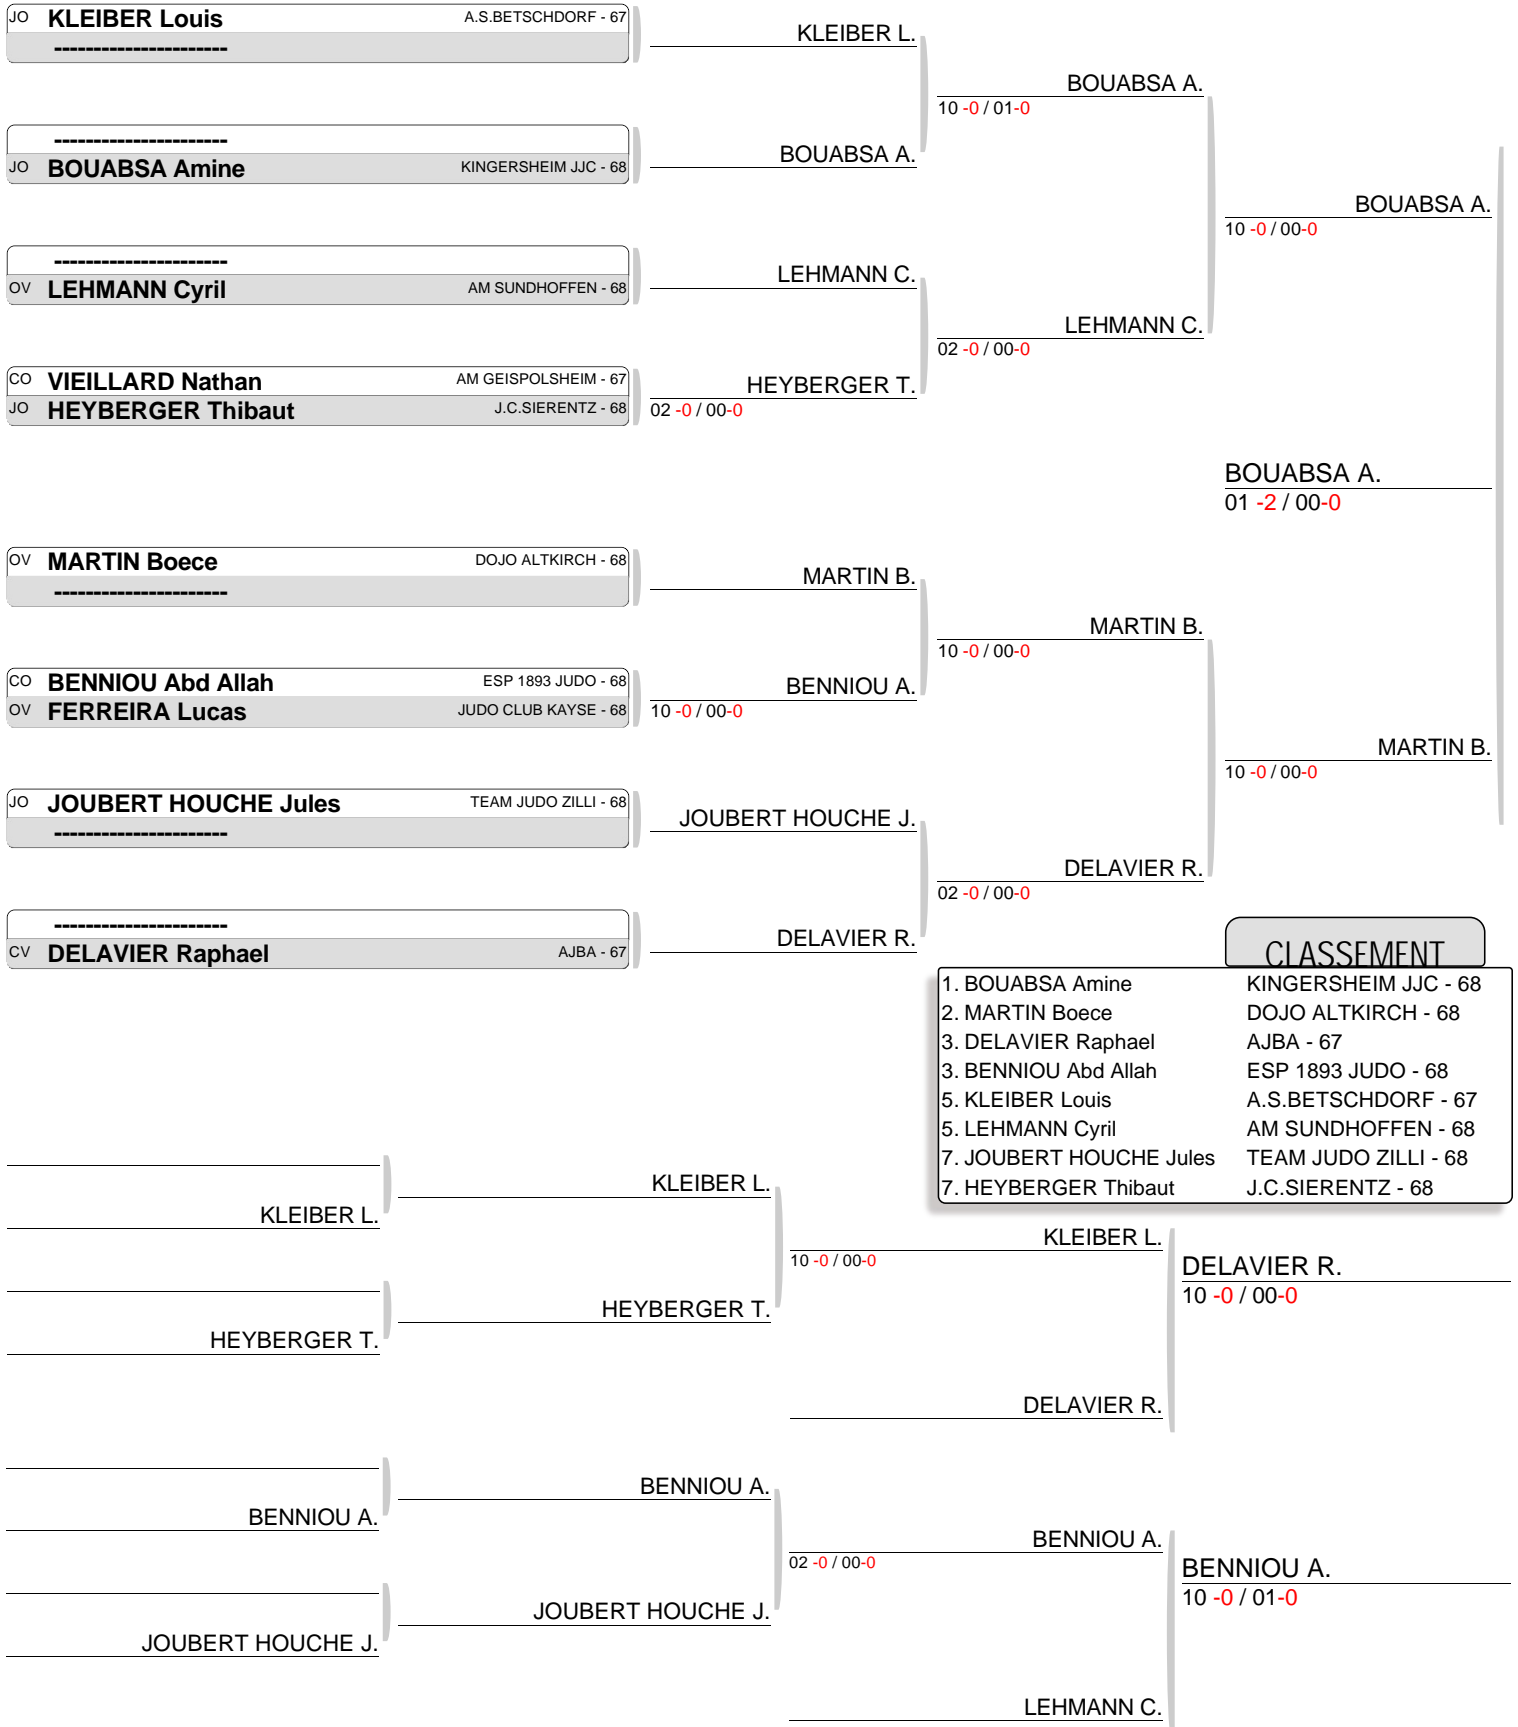 JO KLEIBER Louis A.S.BETSCHDORF - 67
----------------------
----------------------
JO BOUABSA Amine KINGERSHEIM JJC - 68
----------------------
OV LEHMANN Cyril AM SUNDHOFFEN - 68
CO VIEILLARD Nathan AM GEISPOLSHEIM - 67
JO HEYBERGER Thibaut J.C.SIERENTZ - 68
OV MARTIN Boece DOJO ALTKIRCH - 68
----------------------
CO BENNIOU Abd Allah ESP 1893 JUDO - 68
OV FERREIRA Lucas JUDO CLUB KAYSE - 68
JO JOUBERT HOUCHE Jules TEAM JUDO ZILLI - 68
----------------------
----------------------
CV DELAVIER Raphael AJBA - 67
KLEIBER L.
BOUABSA A.
LEHMANN C.
HEYBERGER T.
02 -0 / 00-0
MARTIN B.
BENNIOU A.
10 -0 / 00-0
JOUBERT HOUCHE J.
DELAVIER R.
BOUABSA A.
10 -0 / 01-0
LEHMANN C.
02 -0 / 00-0
MARTIN B.
10 -0 / 00-0
DELAVIER R.
02 -0 / 00-0
BOUABSA A.
10 -0 / 00-0
BOUABSA A.
01 -2 / 00-0
MARTIN B.
10 -0 / 00-0
CLASSEMENT
1. BOUABSA Amine KINGERSHEIM JJC - 68
2. MARTIN Boece DOJO ALTKIRCH - 68
3. DELAVIER Raphael AJBA - 67
3. BENNIOU Abd Allah ESP 1893 JUDO - 68
5. KLEIBER Louis A.S.BETSCHDORF - 67
5. LEHMANN Cyril AM SUNDHOFFEN - 68
7. JOUBERT HOUCHE Jules TEAM JUDO ZILLI - 68
7. HEYBERGER Thibaut J.C.SIERENTZ - 68
KLEIBER L.
HEYBERGER T.
KLEIBER L.
HEYBERGER T.
KLEIBER L.
10 -0 / 00-0
DELAVIER R.
DELAVIER R.
10 -0 / 00-0
BENNIOU A.
JOUBERT HOUCHE J.
BENNIOU A.
JOUBERT HOUCHE J.
BENNIOU A.
02 -0 / 00-0
LEHMANN C.
BENNIOU A.
10 -0 / 01-0